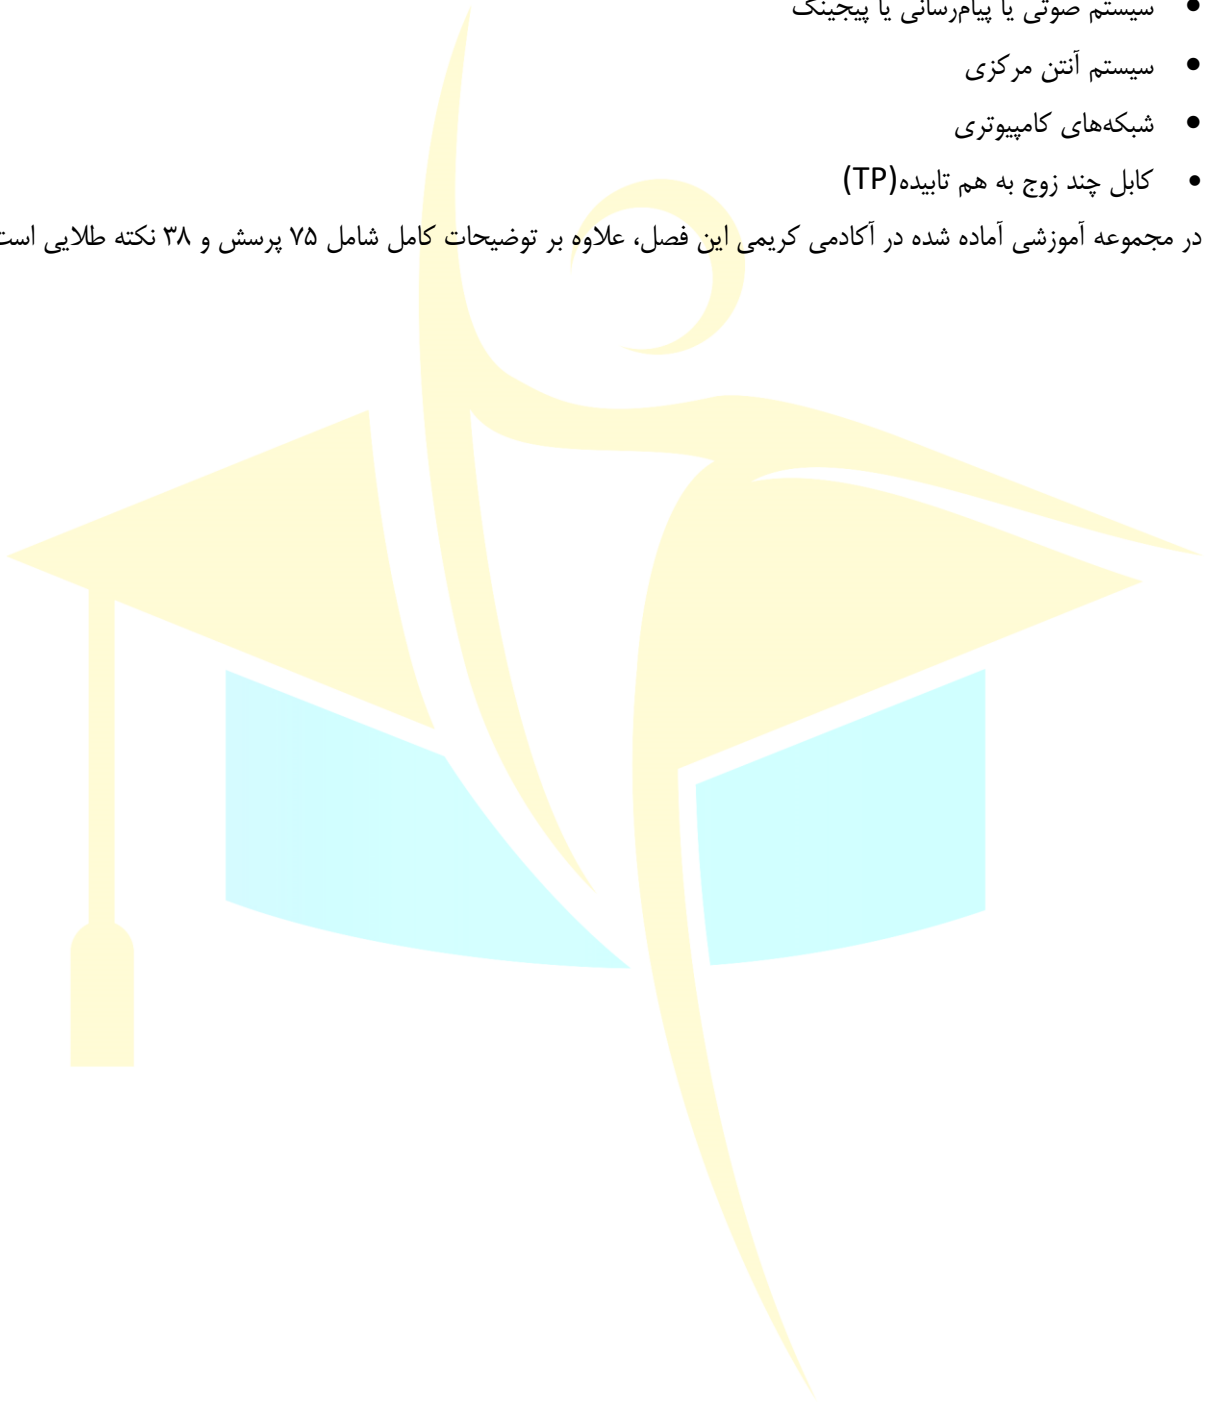 ● سیستم صوتی یا پیام‌رسانی یا پیجینگ
● سیستم آنتن مرکزی
● شبکه‌های کامپیوتری
● کابل چند زوج به هم تابیده(TP)
در مجموعه آموزشی آماده شده در آکادمی کریمی این فصل، علاوه بر توضیحات کامل شامل ۷۵ پرسش و ۳۸ نکته طلایی است